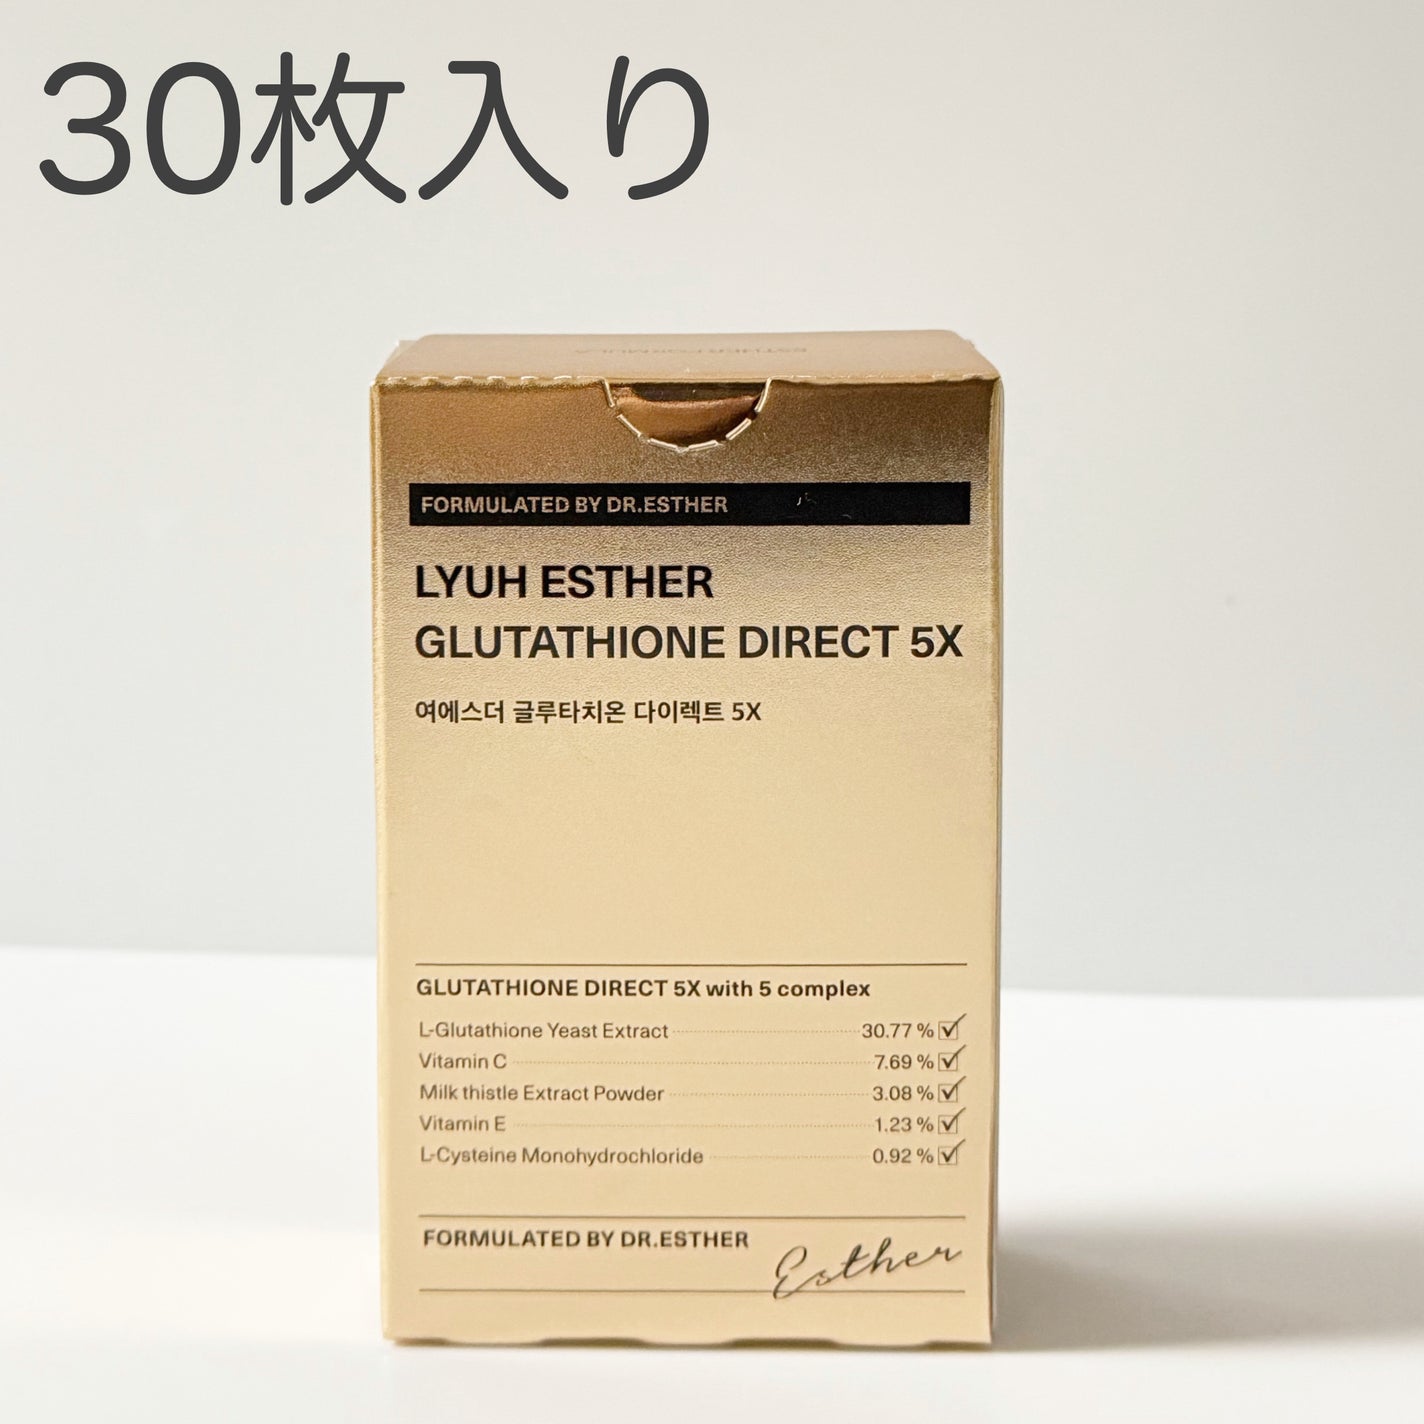 30枚入り
ESTHER FORMULA
FORMULATED BY DR.ESTHER
LYUH ESTHER
GLUTATHIONE DIRECT 5X
여에스더 글루타치온 다이렉트 5X
GLUTATHIONE DIRECT 5X with 5 complex
L-Glutathione Yeast Extract 30.77 %
Vitamin C 7.69 %
Milk thistle Extract Powder 3.08 %
Vitamin E 1.23 %
L-Cysteine Monohydrochloride 0.92 %
FORMULATED BY DR.ESTHER
Esther